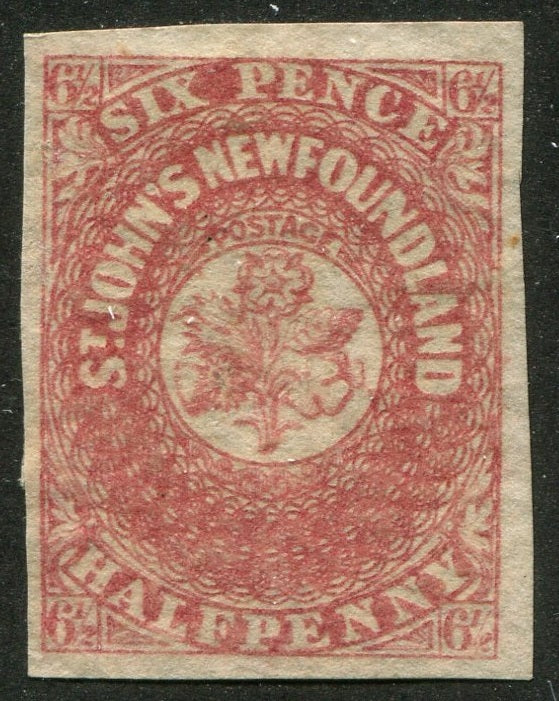 6½ SIX PENCE 6½
ST. JOHN'S NEWFOUNDLAND
POSTAGE
6½ HALFPENNY 6½